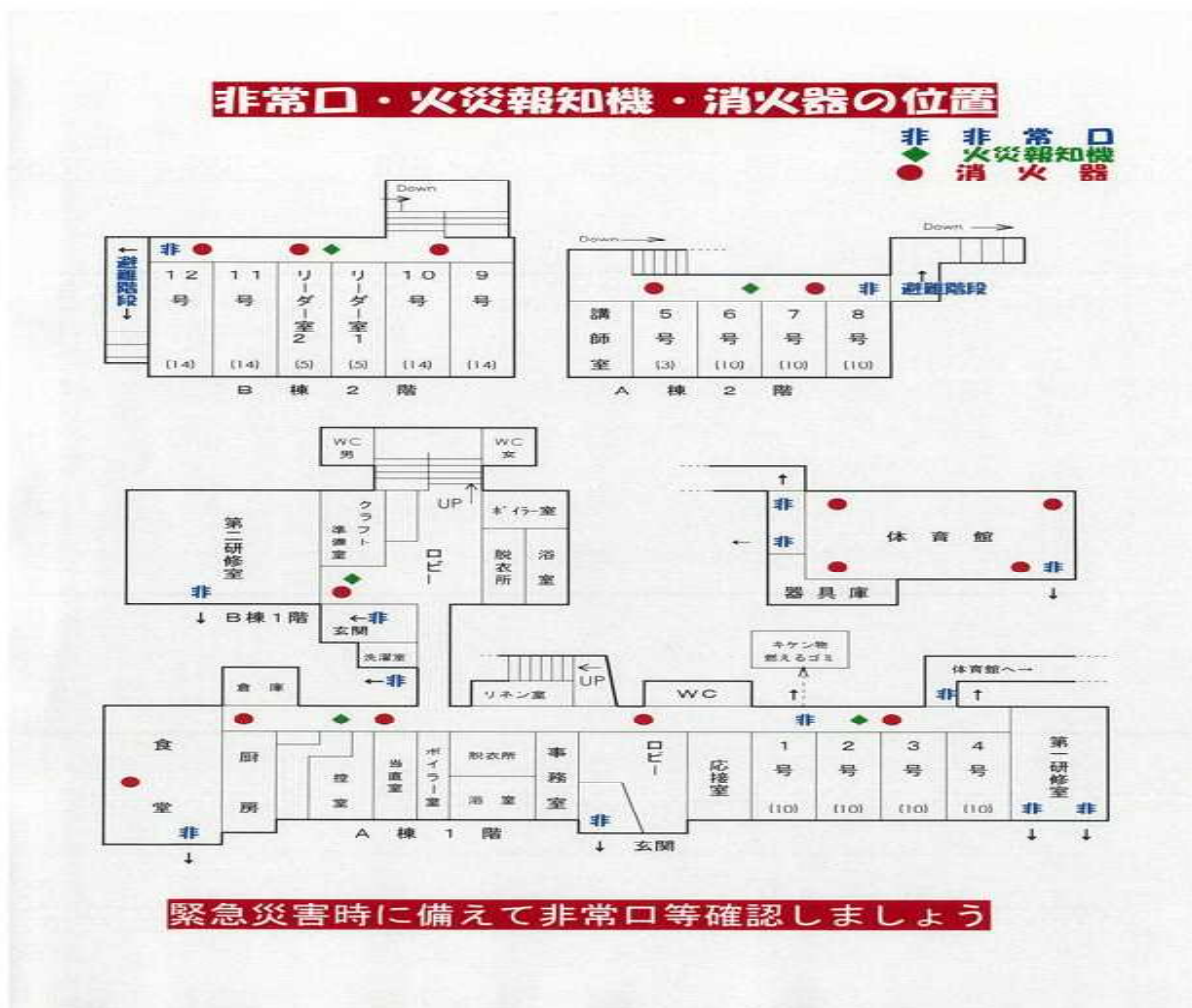 非常口・火災報知機・消火器の位置
非 非常口
◆ 火災報知機
● 消火器
Down
← 避難階段 ↓
非
12号 (14)
11号 (14)
リーダー室2 (5)
リーダー室1 (5)
10号 (14)
9号 (14)
B棟2階
Down
Down
非 避難階段
講師室
5号 (3)
6号 (10)
7号 (10)
8号 (10)
A棟2階
WC男
WC女
UP
第二研修室
非
クラフト準備室
ロビー
ボイラー室
脱衣所
浴室
B棟1階
←非
玄関
洗濯室
←非
非
非
体育館
非
器具庫
キケン物
燃えるゴミ
体育館へ→
非
倉庫
リネン室
UP
WC
非
食堂
非
厨房
控室
当直室
ボイラー室
脱衣所
浴室
事務室
ロビー
非
玄関
応接室
1号 (10)
2号 (10)
3号 (10)
4号 (10)
第一研修室
非 非
A棟1階
緊急災害時に備えて非常口等確認しましょう